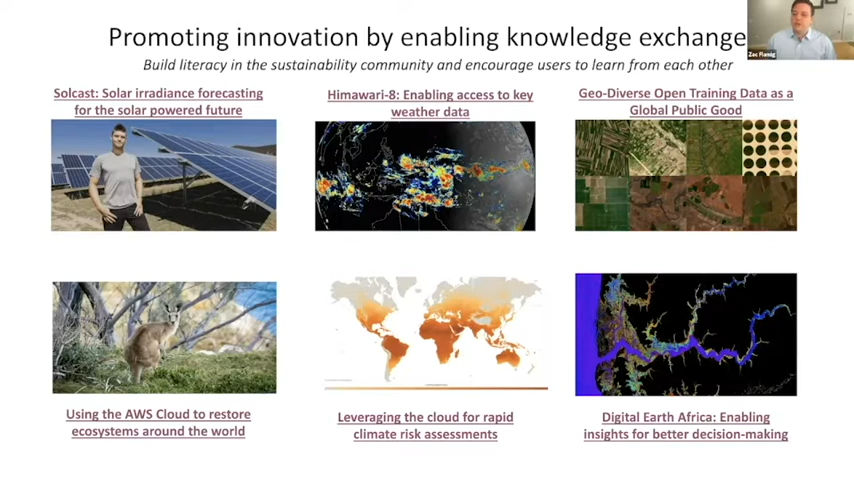 Promoting innovation by enabling knowledge exchange
Zac Flamig
Build literacy in the sustainability community and encourage users to learn from each other
Solcast: Solar irradiance forecasting
for the solar powered future
Himawari-8: Enabling access to key
weather data
Geo-Diverse Open Training Data as a
Global Public Good
Using the AWS Cloud to restore
ecosystems around the world
Leveraging the cloud for rapid
climate risk assessments
Digital Earth Africa: Enabling
insights for better decision-making